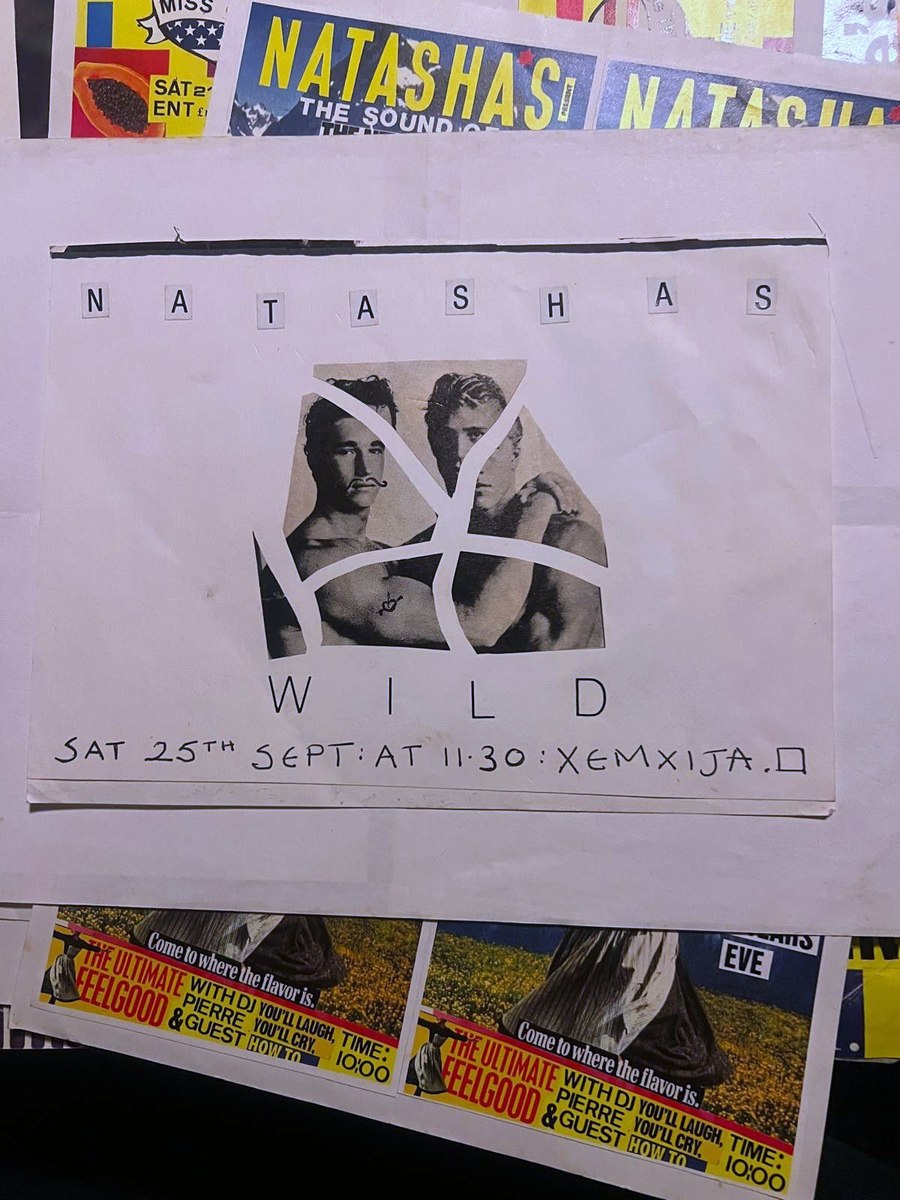 MISS
SAT
ENT
NATASHAS
PRESENT
THE SOUND OF
NATASHAS
N A T A S H A S
W I L D
SAT 25TH SEPT: AT 11.30: XEMXIJA.
EVE
Come to where the flavor is.
THE ULTIMATE
FEELGOOD
WITH DJ
PIERRE
&GUEST
YOU'LL LAUGH,
YOU'LL CRY,
HOW TO
TIME:
10:00
Come to where the flavor is.
THE ULTIMATE
FEELGOOD
WITH DJ
PIERRE
&GUEST
YOU'LL LAUGH,
YOU'LL CRY,
HOW TO
TIME:
10:00